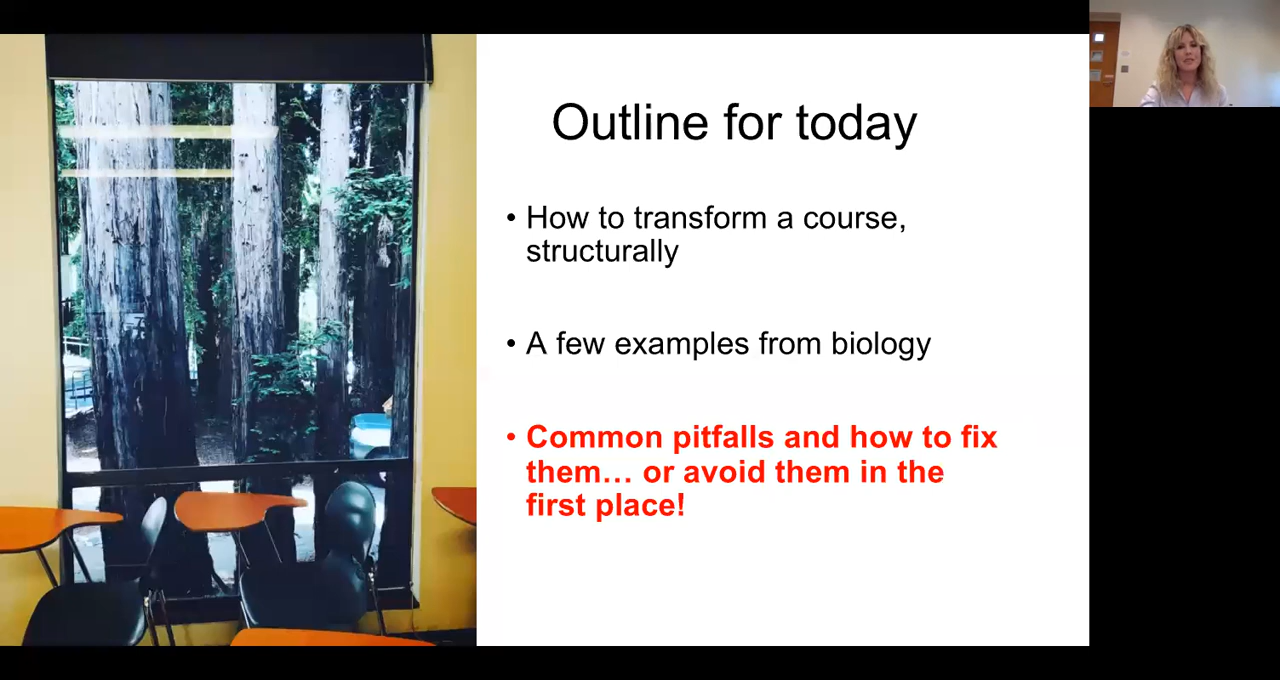 Outline for today
• How to transform a course,
structurally
• A few examples from biology
• Common pitfalls and how to fix
them… or avoid them in the
first place!